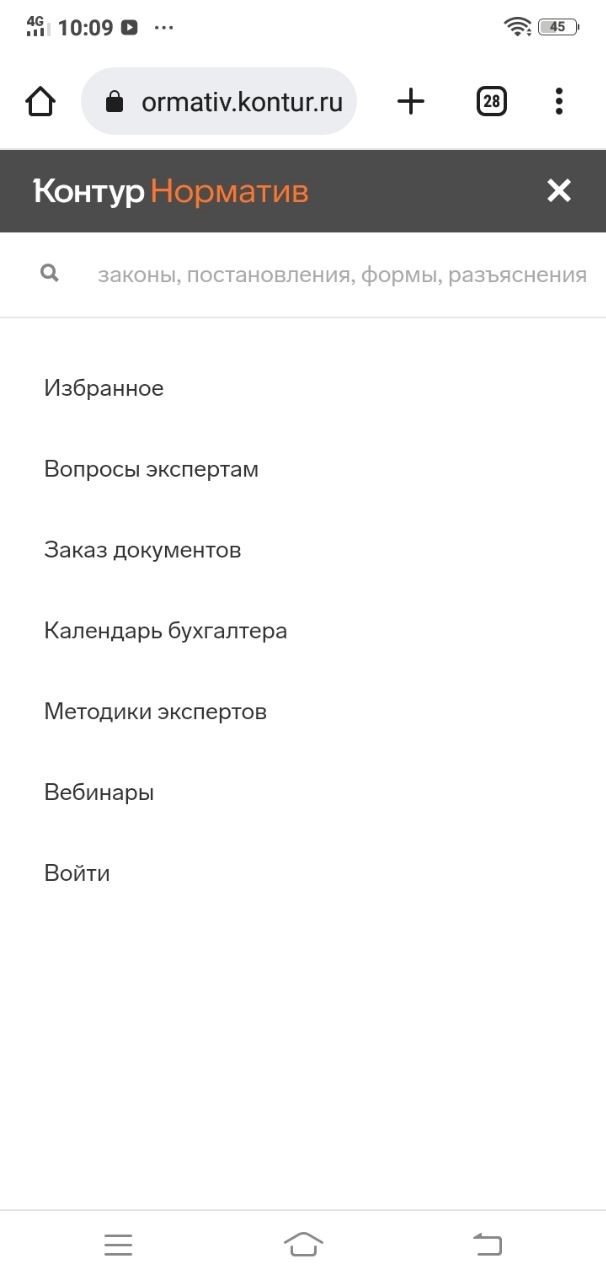 4G 10:09 45
ormativ.kontur.ru 28
Контур Норматив
законы, постановления, формы, разъяснения
Избранное
Вопросы экспертам
Заказ документов
Календарь бухгалтера
Методики экспертов
Вебинары
Войти